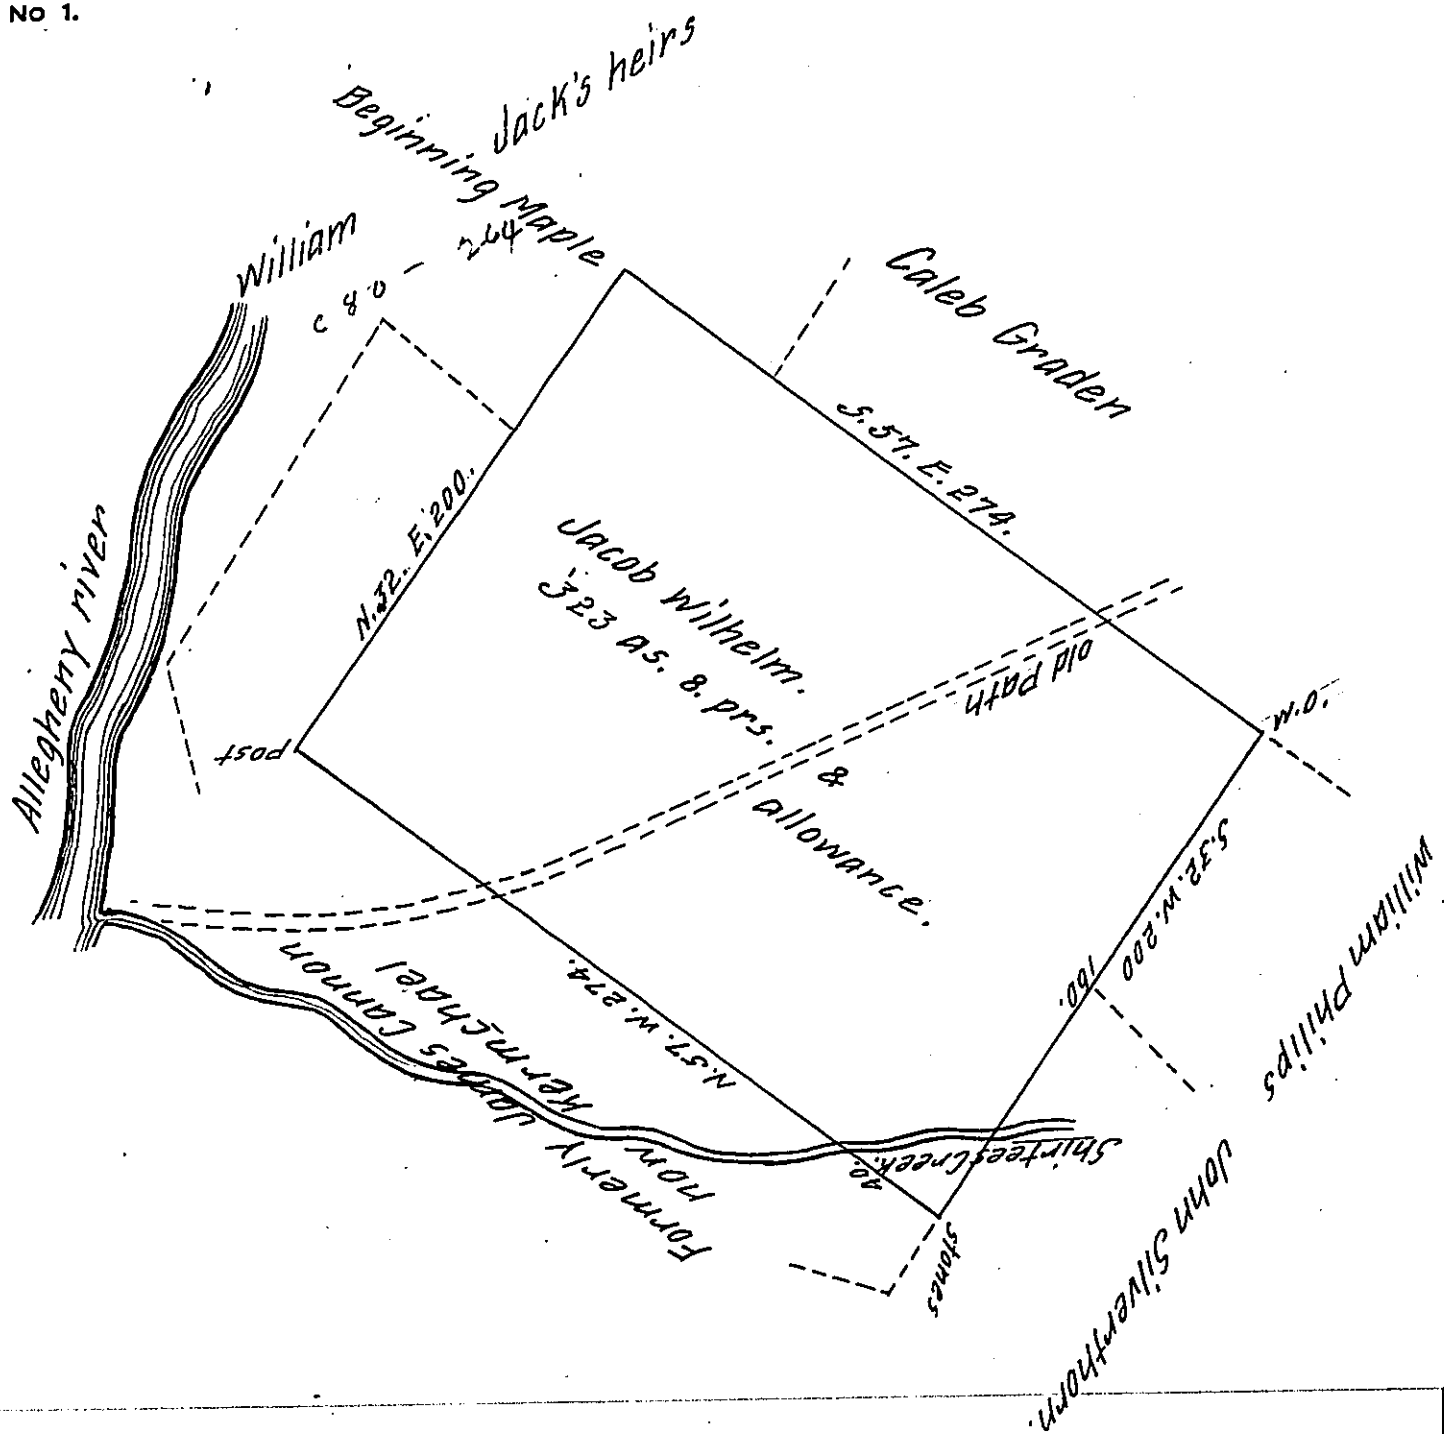 No 1.
Jack's heirs
Beginning Maple
William
C 80 - 264
Caleb Graden
S. 57. E. 274.
N. 32. E. 200.
Allegheny river
Jacob Wilhelm.
323 as. 8. prs.
&
allowance.
old Path
W.O.
post
S. 32. W. 200
160.
William Phillips
N. 57. W. 274.
Formerly James Cannon
now Kermchael
40.
Shirtees Creek
stones
John Silverthorn.